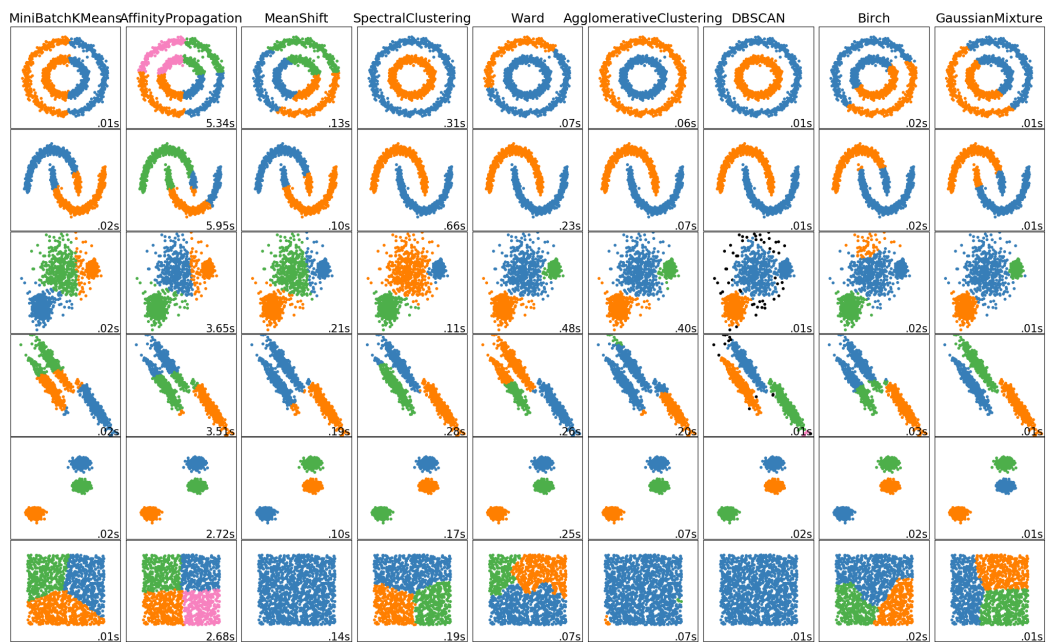 MiniBatchKMeans AffinityPropagation MeanShift SpectralClustering Ward AgglomerativeClustering DBSCAN Birch GaussianMixture
.01s 5.34s .13s .31s .07s .06s .01s .02s .01s
.02s 5.95s .10s .66s .23s .07s .01s .02s .01s
.02s 3.65s .21s .11s .48s .40s .01s .02s .01s
.02s 3.51s .19s .28s .26s .20s .01s .03s .01s
.02s 2.72s .10s .17s .25s .07s .02s .02s .01s
.01s 2.68s .14s .19s .07s .07s .01s .02s .01s